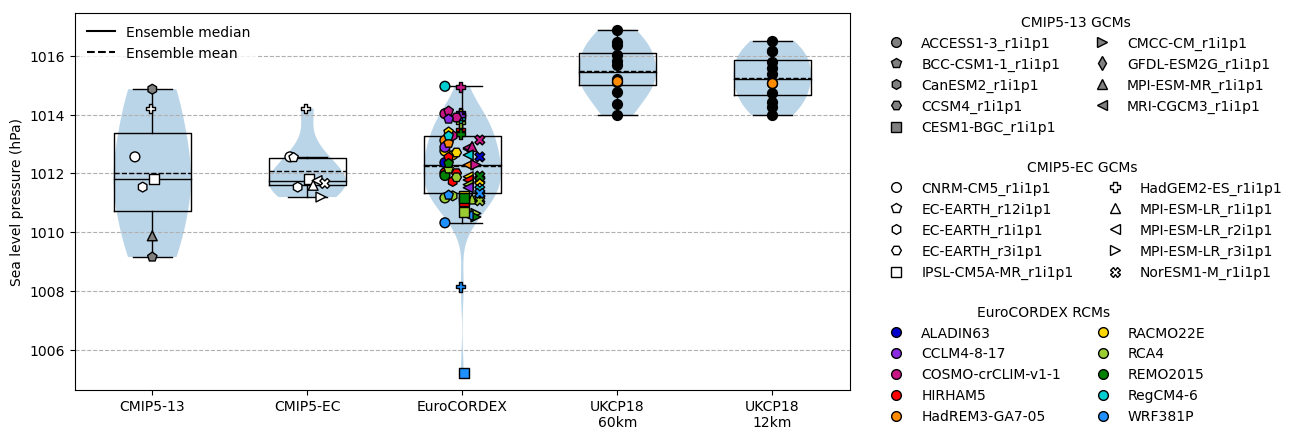 Ensemble median
Ensemble mean
Sea level pressure (hPa)
1016
1014
1012
1010
1008
1006
CMIP5-13
CMIP5-EC
EuroCORDEX
UKCP18
60km
UKCP18
12km
CMIP5-13 GCMs
ACCESS1-3_r1i1p1
BCC-CSM1-1_r1i1p1
CanESM2_r1i1p1
CCSM4_r1i1p1
CESM1-BGC_r1i1p1
CMCC-CM_r1i1p1
GFDL-ESM2G_r1i1p1
MPI-ESM-MR_r1i1p1
MRI-CGCM3_r1i1p1
CMIP5-EC GCMs
CNRM-CM5_r1i1p1
EC-EARTH_r12i1p1
EC-EARTH_r1i1p1
EC-EARTH_r3i1p1
IPSL-CM5A-MR_r1i1p1
HadGEM2-ES_r1i1p1
MPI-ESM-LR_r1i1p1
MPI-ESM-LR_r2i1p1
MPI-ESM-LR_r3i1p1
NorESM1-M_r1i1p1
EuroCORDEX RCMs
ALADIN63
CCLM4-8-17
COSMO-crCLIM-v1-1
HIRHAM5
HadREM3-GA7-05
RACMO22E
RCA4
REMO2015
RegCM4-6
WRF381P